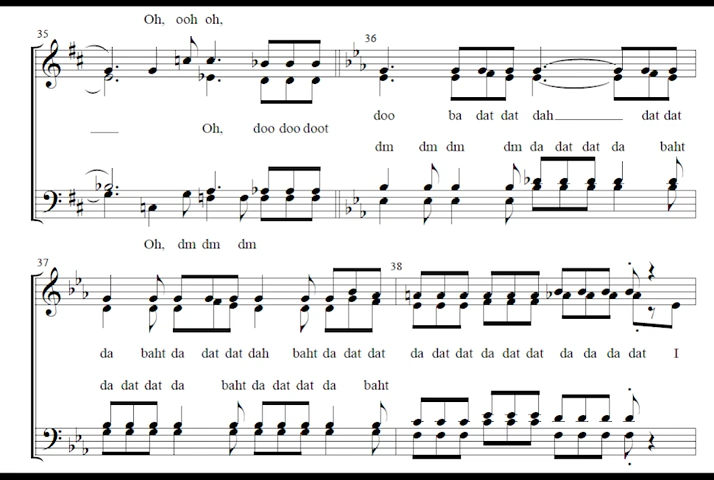 Oh, ooh oh,
35 36
doo ba dat dat dah dat dat
Oh, doo doo doot
dm dm dm dm da dat dat da baht
Oh, dm dm dm
37 38
da baht da dat dat dah baht da dat dat da dat dat da dat dat da da da dat I
da dat dat da baht da dat dat da baht